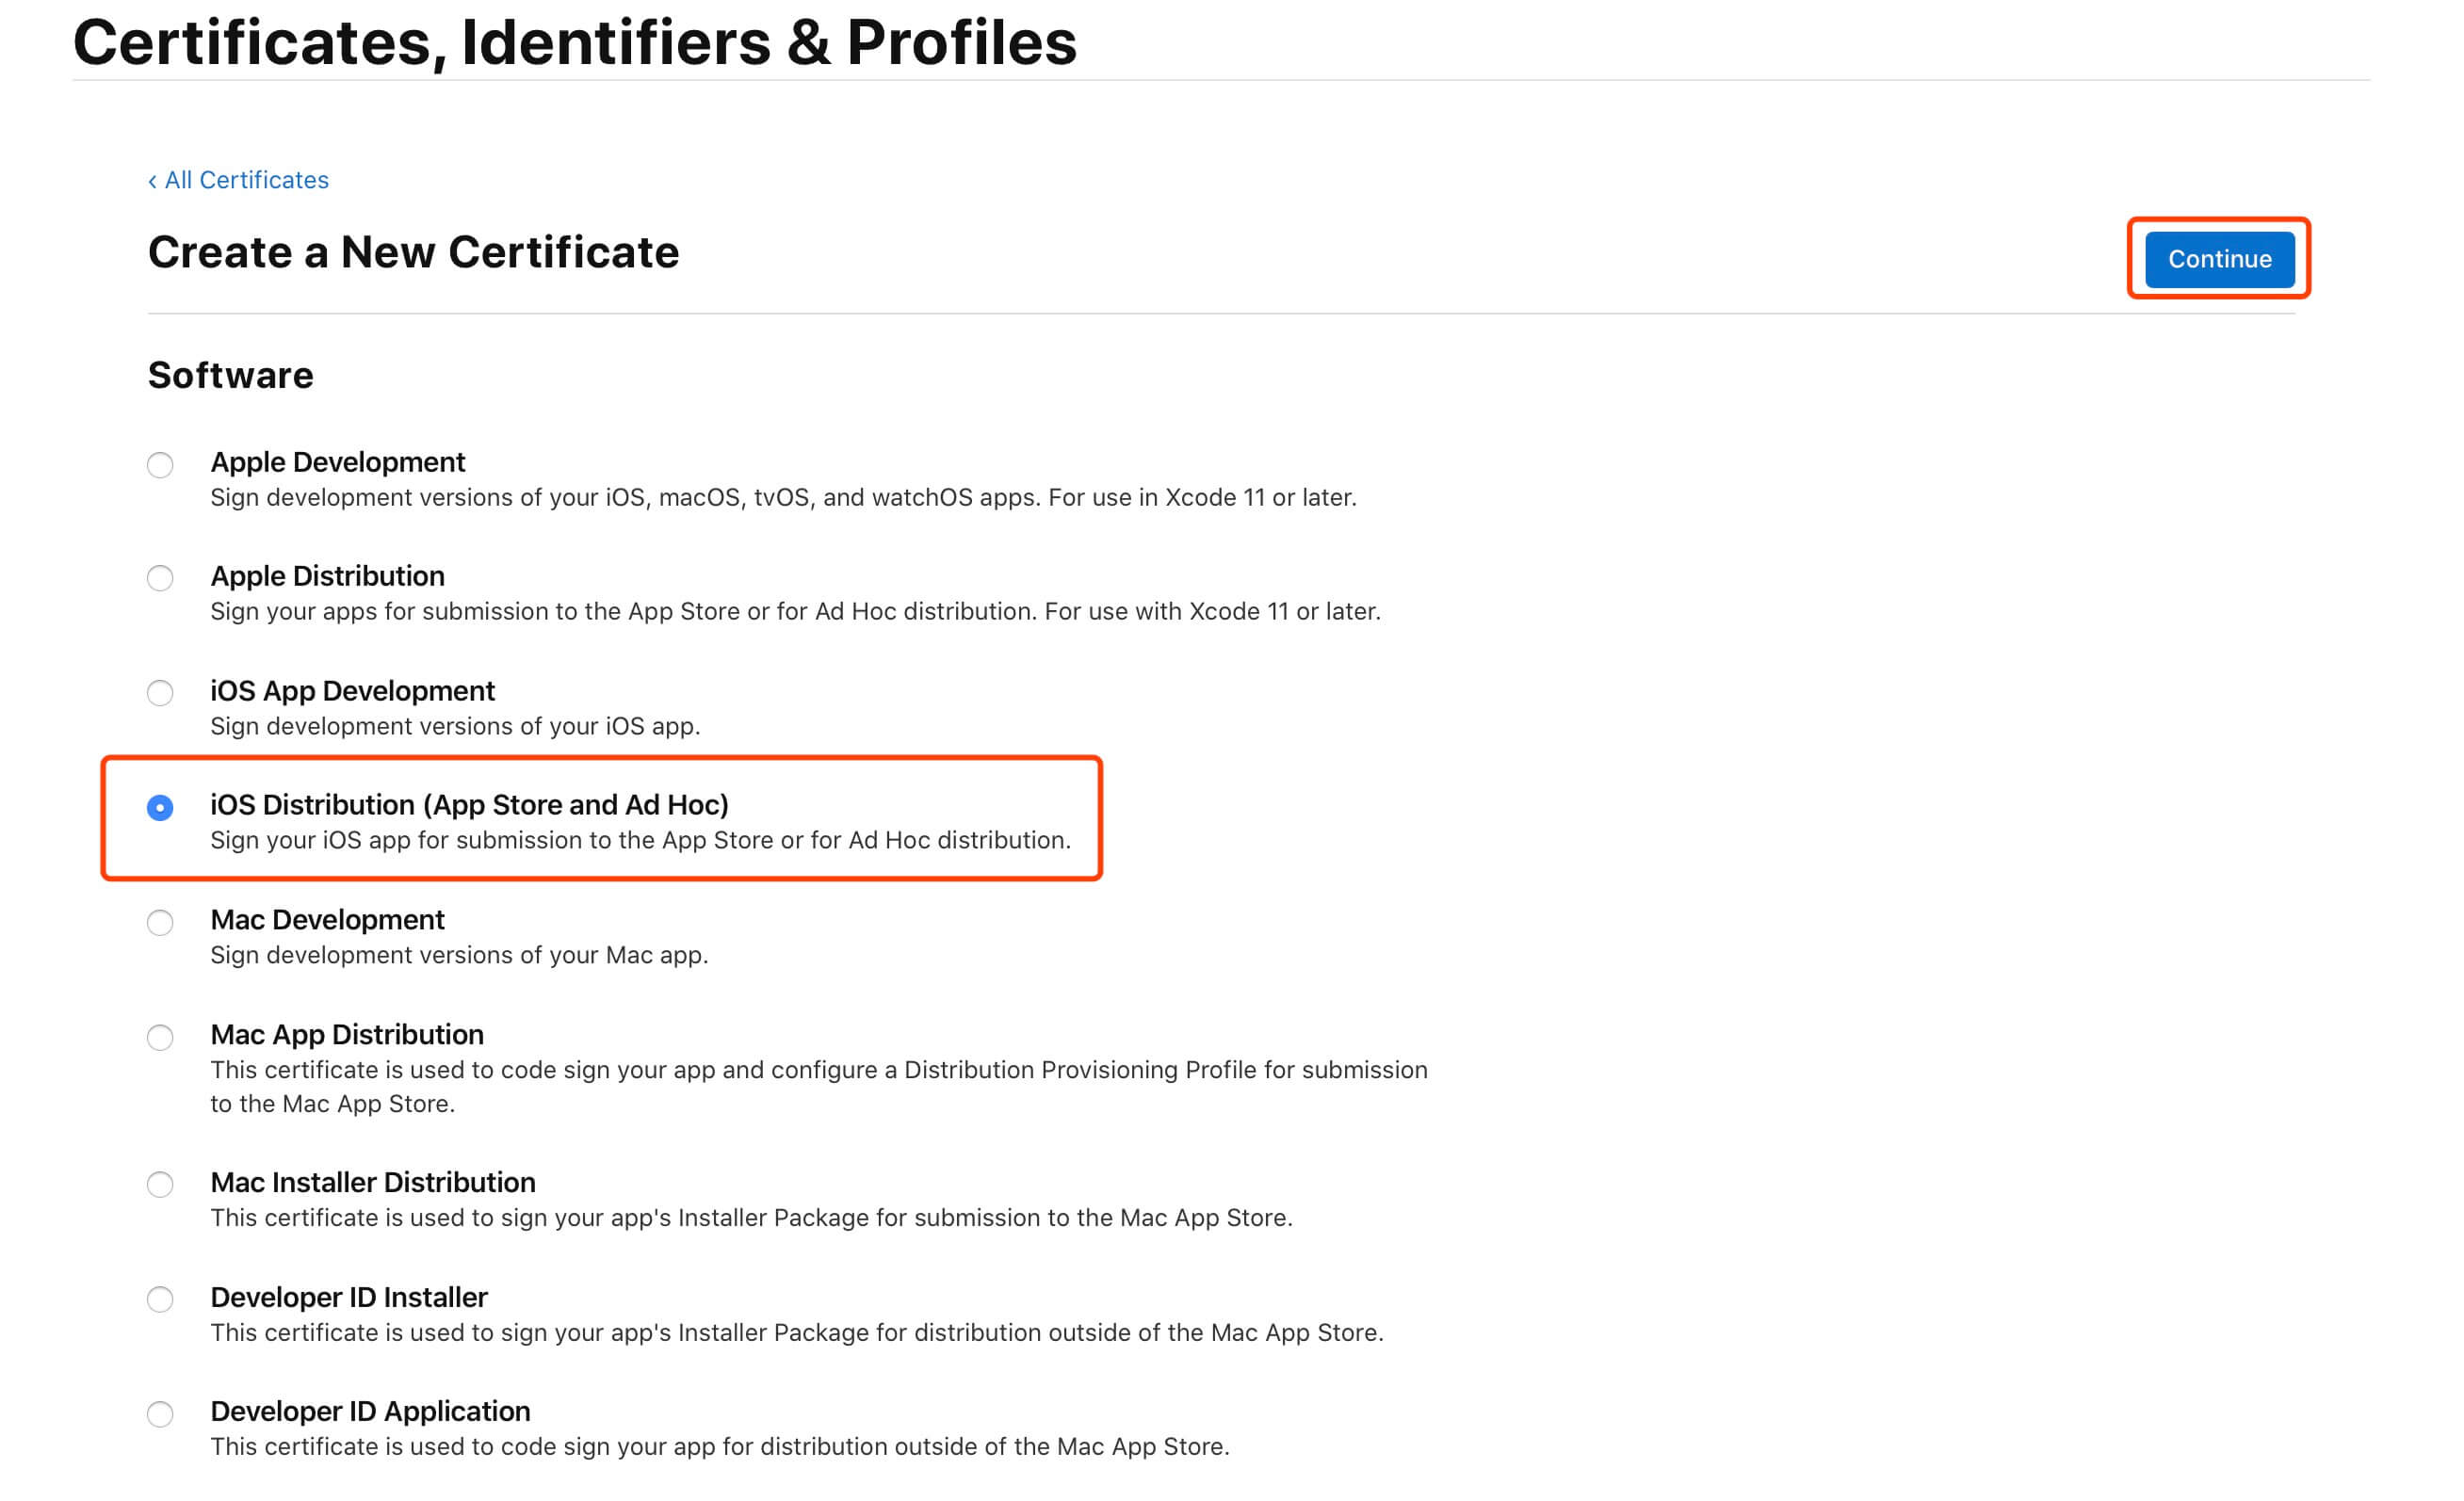 Certificates, Identifiers & Profiles
‹ All Certificates
Create a New Certificate
Continue
Software
Apple Development
Sign development versions of your iOS, macOS, tvOS, and watchOS apps. For use in Xcode 11 or later.
Apple Distribution
Sign your apps for submission to the App Store or for Ad Hoc distribution. For use with Xcode 11 or later.
iOS App Development
Sign development versions of your iOS app.
iOS Distribution (App Store and Ad Hoc)
Sign your iOS app for submission to the App Store or for Ad Hoc distribution.
Mac Development
Sign development versions of your Mac app.
Mac App Distribution
This certificate is used to code sign your app and configure a Distribution Provisioning Profile for submission
to the Mac App Store.
Mac Installer Distribution
This certificate is used to sign your app's Installer Package for submission to the Mac App Store.
Developer ID Installer
This certificate is used to sign your app's Installer Package for distribution outside of the Mac App Store.
Developer ID Application
This certificate is used to code sign your app for distribution outside of the Mac App Store.